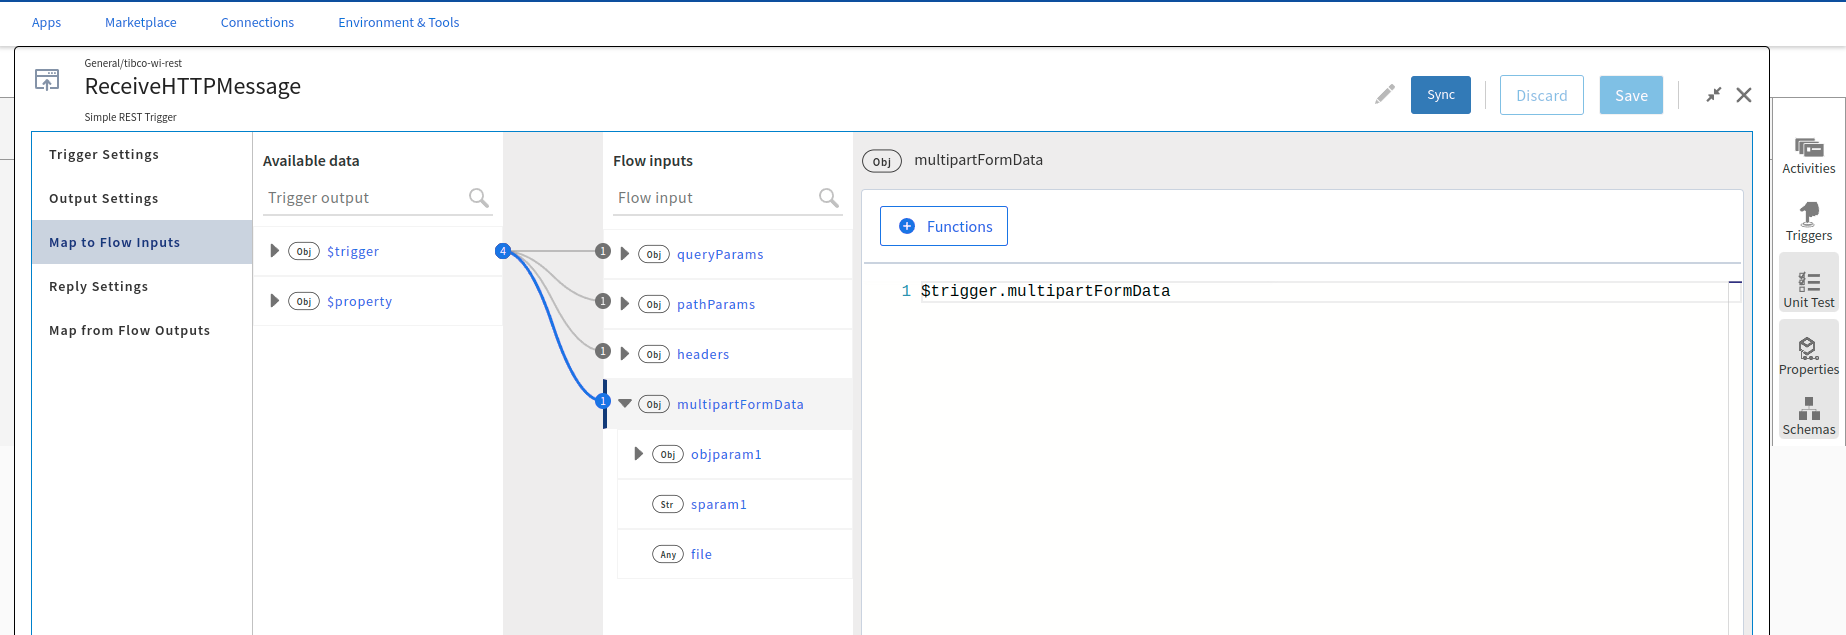 Apps Marketplace Connections Environment & Tools
General/tibco-wi-rest
ReceiveHTTPMessage
Simple REST Trigger
Sync Discard Save
Trigger Settings
Output Settings
Map to Flow Inputs
Reply Settings
Map from Flow Outputs
Available data
Trigger output
Obj $trigger
Obj $property
4
1
1
1
1
Flow inputs
Flow input
Obj queryParams
Obj pathParams
Obj headers
Obj multipartFormData
Obj objparam1
Str sparam1
Any file
Obj multipartFormData
Functions
1 $trigger.multipartFormData
Activities
Triggers
Unit Test
Properties
Schemas